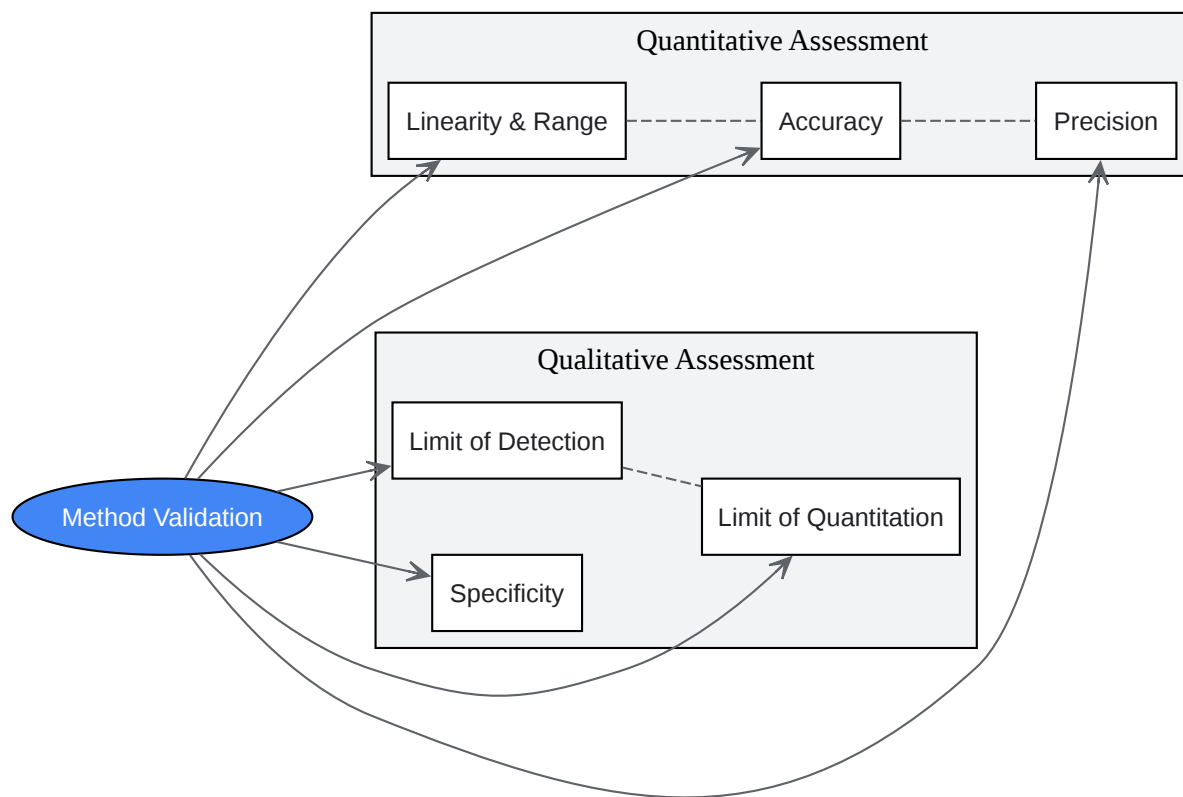 Quantitative Assessment
Linearity & Range
Accuracy
Precision
Qualitative Assessment
Limit of Detection
Method Validation
Limit of Quantitation
Specificity